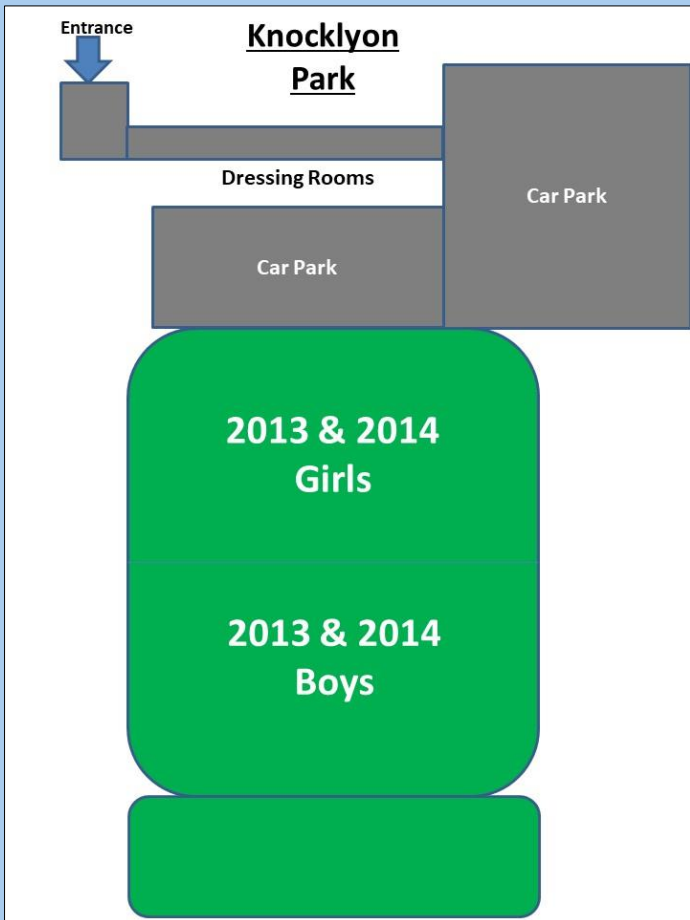 Entrance
Knocklyon
Park
Dressing Rooms
Car Park
Car Park
2013 & 2014
Girls
2013 & 2014
Boys